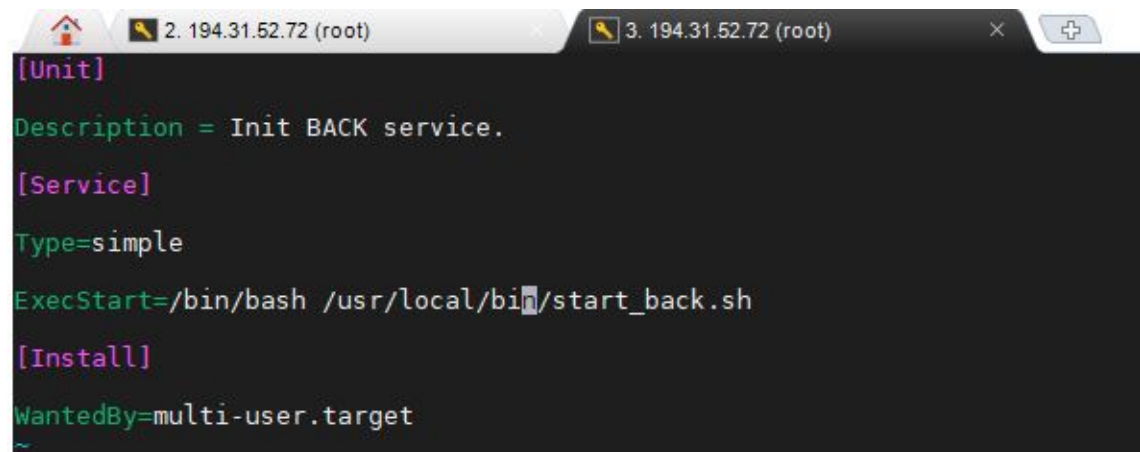 2. 194.31.52.72 (root) 3. 194.31.52.72 (root)
[Unit]
Description = Init BACK service.
[Service]
Type=simple
ExecStart=/bin/bash /usr/local/bin/start_back.sh
[Install]
WantedBy=multi-user.target
~